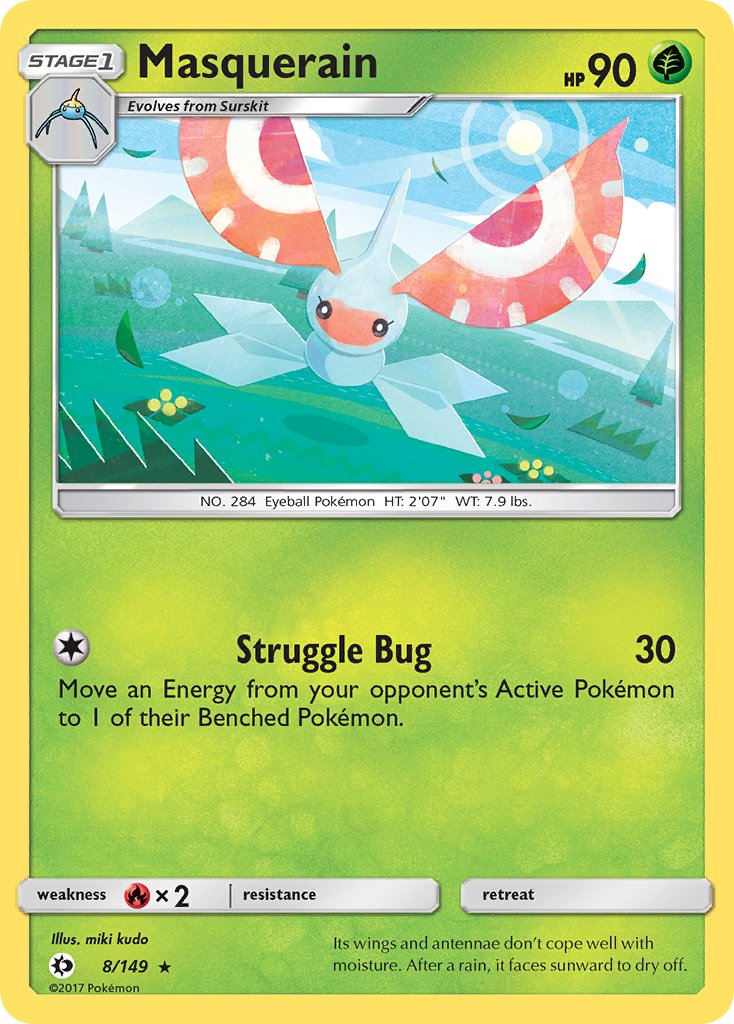 STAGE1
Masquerain
HP 90
Evolves from Surskit
NO. 284 Eyeball Pokémon HT: 2'07" WT: 7.9 lbs.
Struggle Bug 30
Move an Energy from your opponent's Active Pokémon
to 1 of their Benched Pokémon.
weakness × 2 resistance retreat
Illus. miki kudo
8/149 ★
©2017 Pokémon
Its wings and antennae don't cope well with
moisture. After a rain, it faces sunward to dry off.